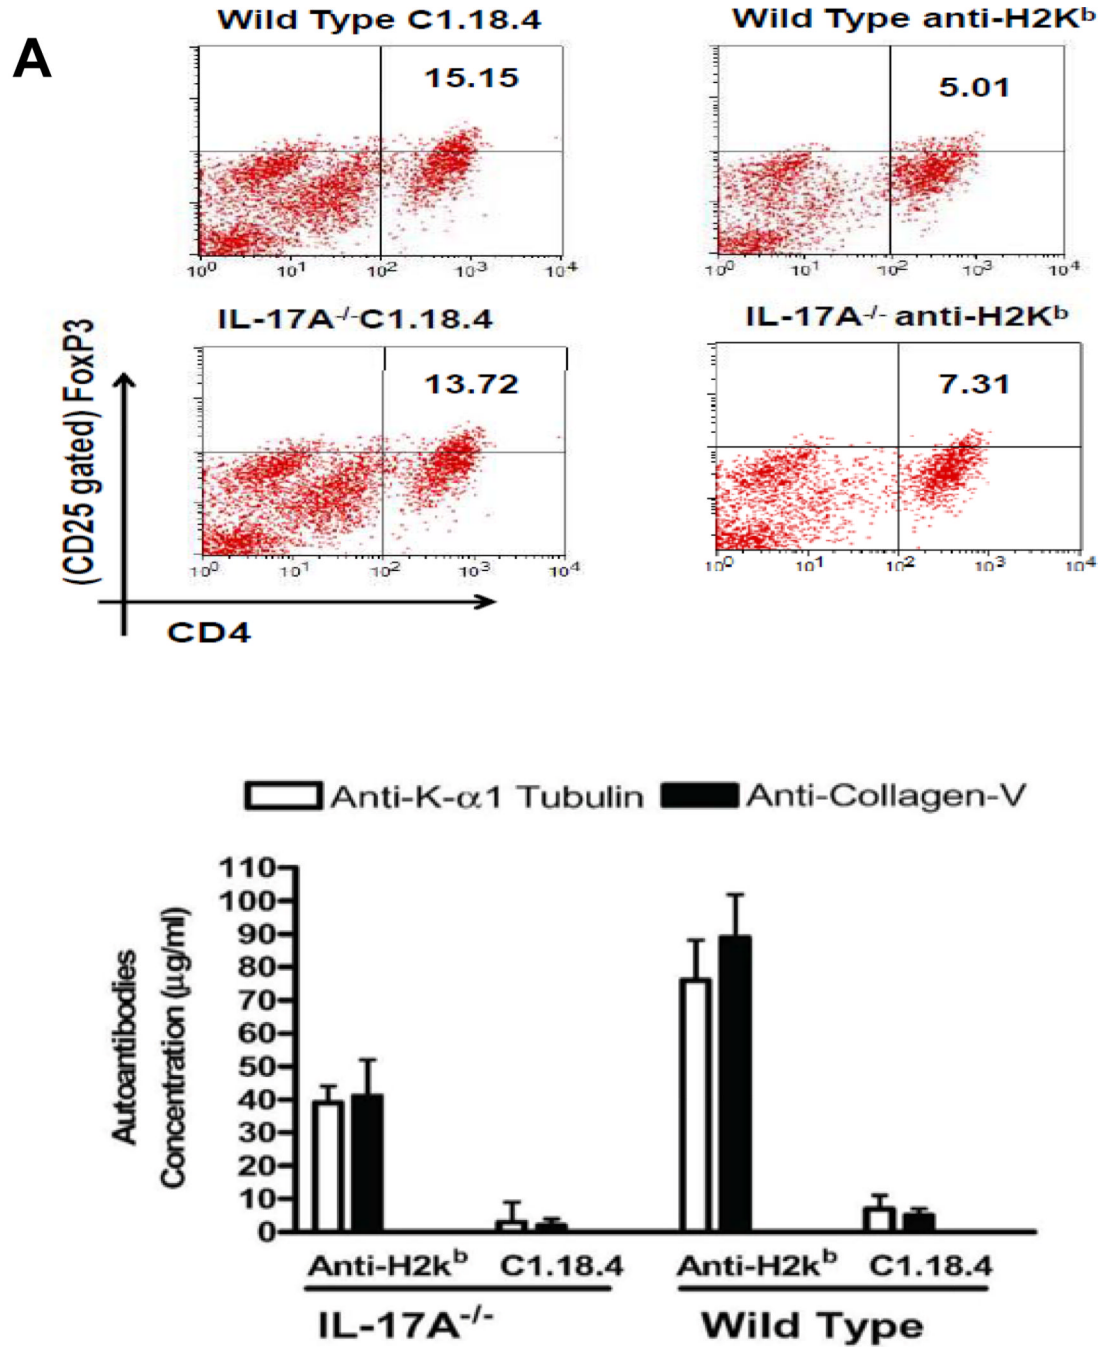 A
Wild Type C1.18.4
Wild Type anti-H2Kᵇ
15.15
5.01
10⁰ 10¹ 10² 10³ 10⁴
10⁰ 10¹ 10² 10³ 10⁴
IL-17A⁻/⁻C1.18.4
IL-17A⁻/⁻ anti-H2Kᵇ
13.72
7.31
10⁰ 10¹ 10² 10³ 10⁴
10⁰ 10¹ 10² 10³ 10⁴
(CD25 gated) FoxP3
CD4
Anti-K-α1 Tubulin
Anti-Collagen-V
Autoantibodies
Concentration (µg/ml)
110
100
90
80
70
60
50
40
30
20
10
0
Anti-H2kᵇ C1.18.4 Anti-H2kᵇ C1.18.4
IL-17A⁻/⁻ Wild Type